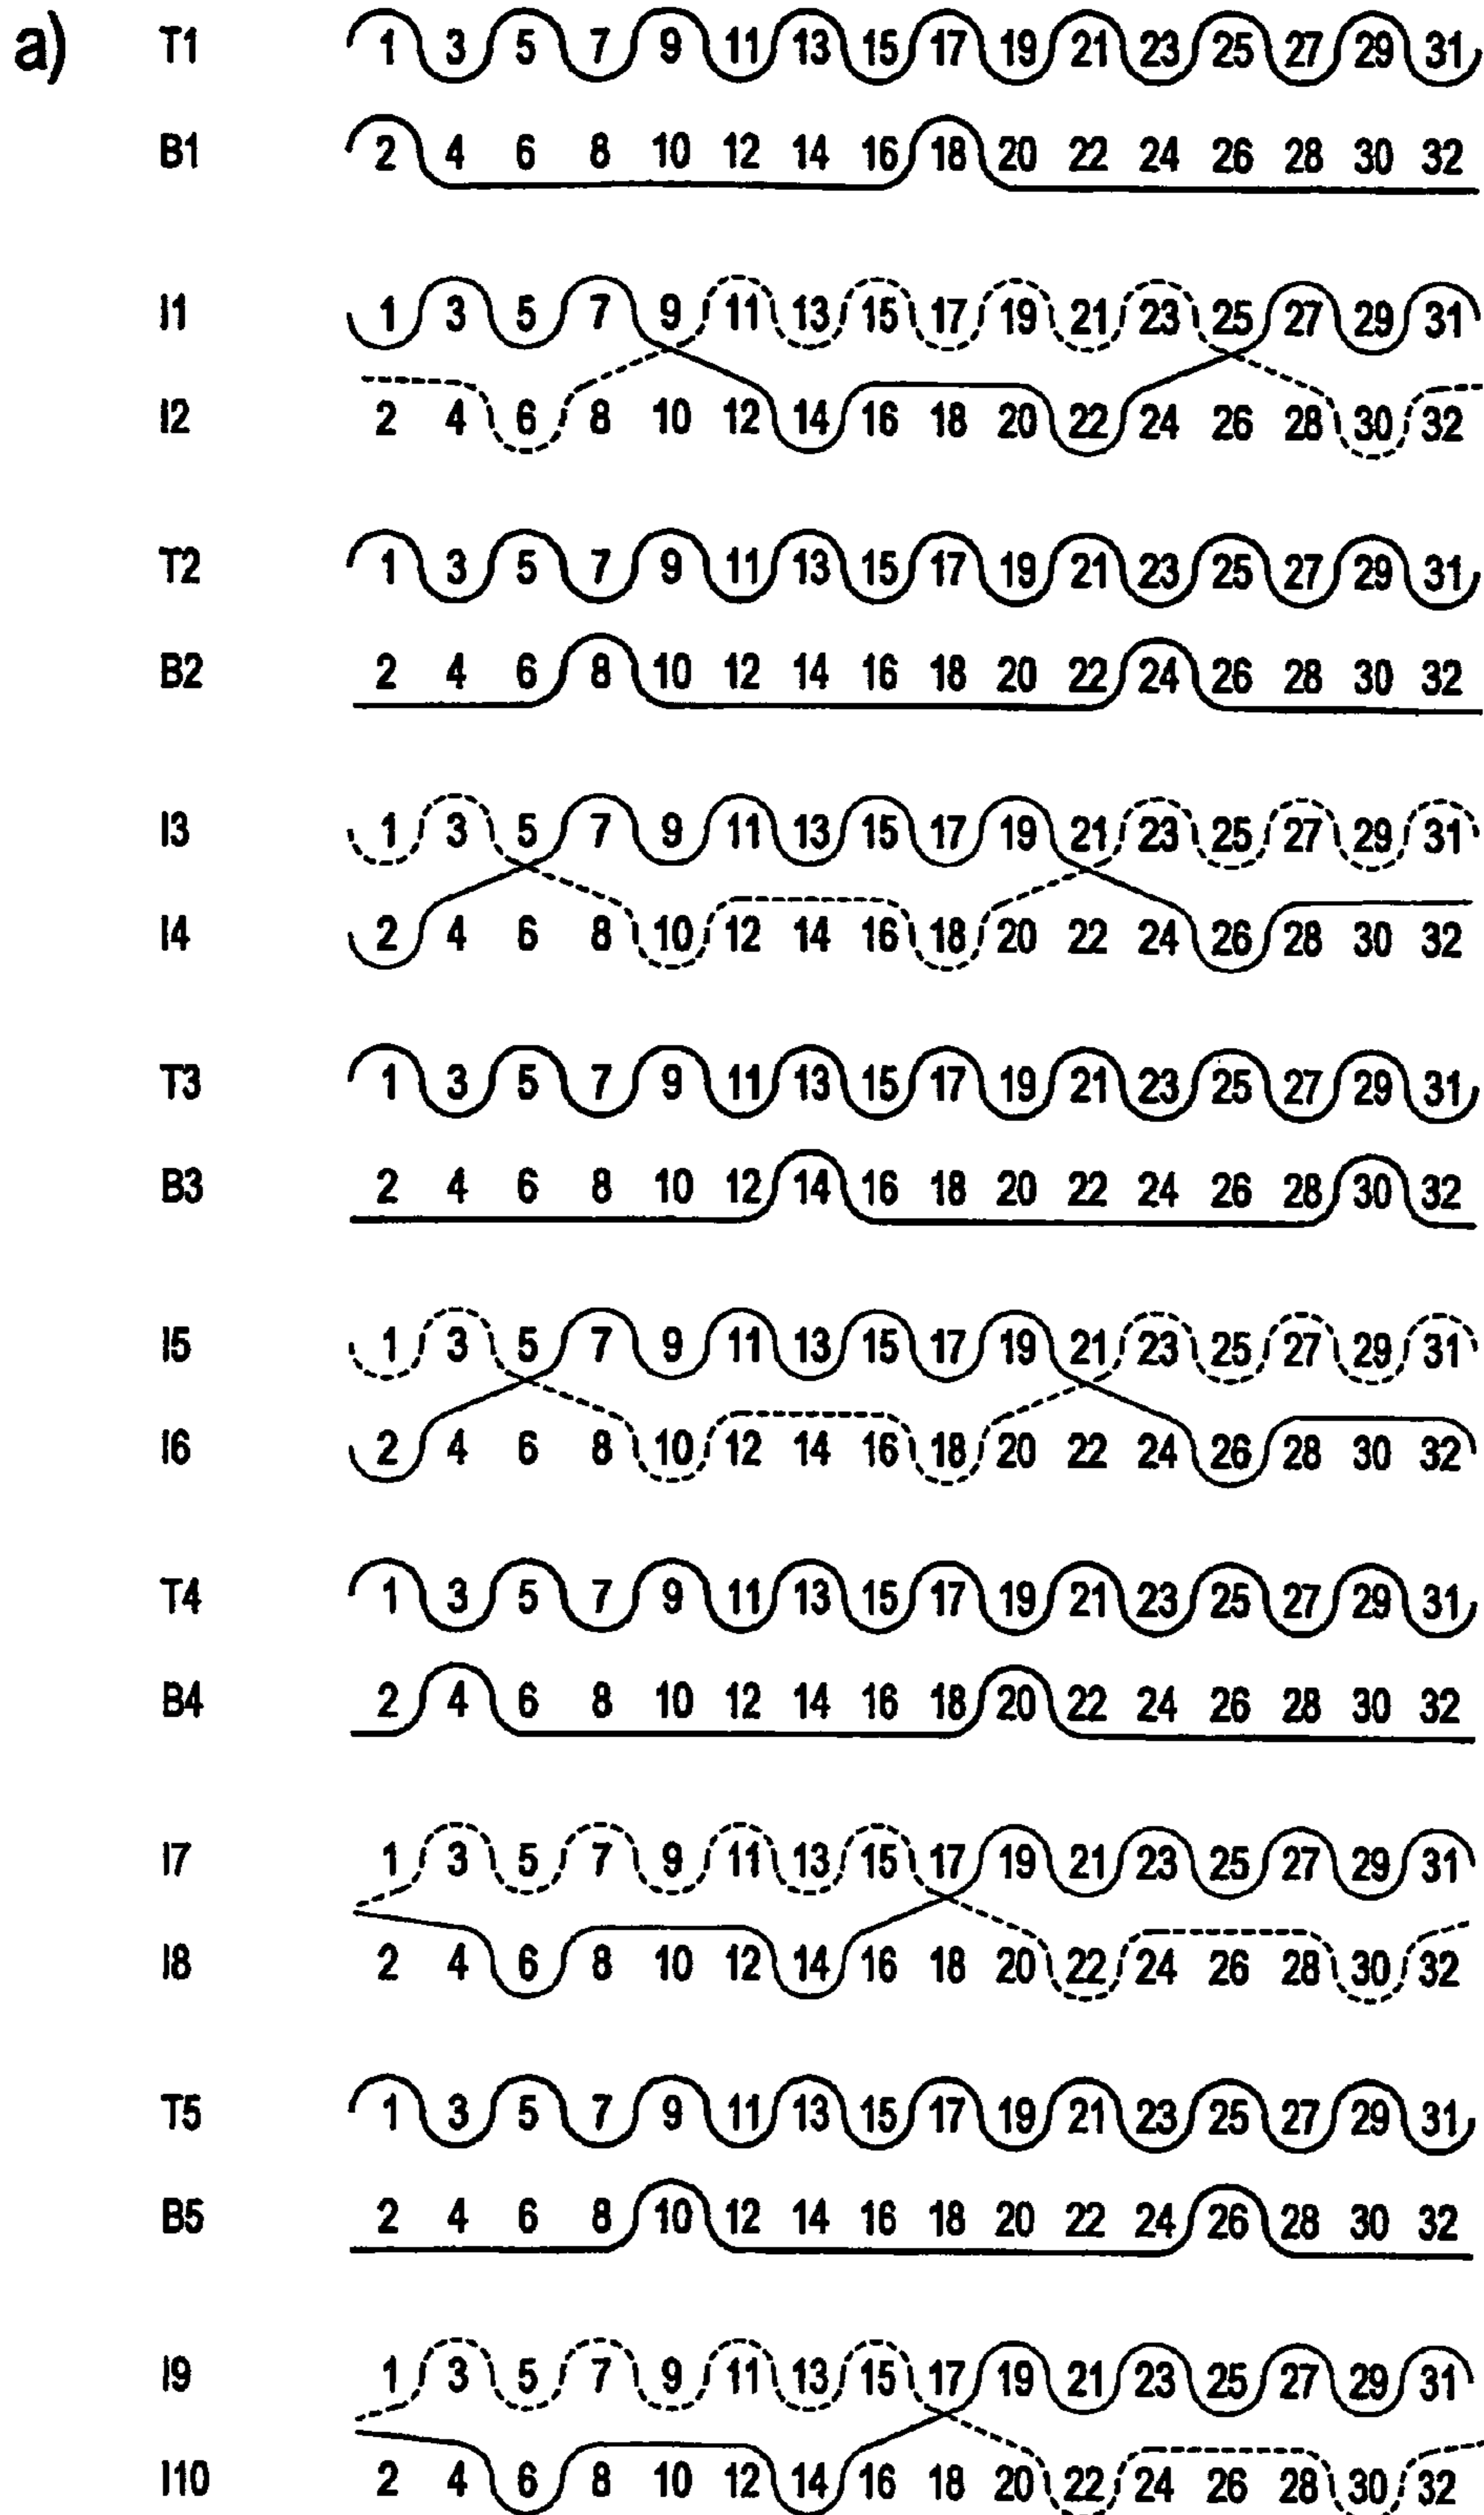 a) T1 1 3 5 7 9 11 13 15 17 19 21 23 25 27 29 31
B1 2 4 6 8 10 12 14 16 18 20 22 24 26 28 30 32
I1 1 3 5 7 9 11 13 15 17 19 21 23 25 27 29 31
I2 2 4 6 8 10 12 14 16 18 20 22 24 26 28 30 32
T2 1 3 5 7 9 11 13 15 17 19 21 23 25 27 29 31
B2 2 4 6 8 10 12 14 16 18 20 22 24 26 28 30 32
I3 1 3 5 7 9 11 13 15 17 19 21 23 25 27 29 31
I4 2 4 6 8 10 12 14 16 18 20 22 24 26 28 30 32
T3 1 3 5 7 9 11 13 15 17 19 21 23 25 27 29 31
B3 2 4 6 8 10 12 14 16 18 20 22 24 26 28 30 32
I5 1 3 5 7 9 11 13 15 17 19 21 23 25 27 29 31
I6 2 4 6 8 10 12 14 16 18 20 22 24 26 28 30 32
T4 1 3 5 7 9 11 13 15 17 19 21 23 25 27 29 31
B4 2 4 6 8 10 12 14 16 18 20 22 24 26 28 30 32
I7 1 3 5 7 9 11 13 15 17 19 21 23 25 27 29 31
I8 2 4 6 8 10 12 14 16 18 20 22 24 26 28 30 32
T5 1 3 5 7 9 11 13 15 17 19 21 23 25 27 29 31
B5 2 4 6 8 10 12 14 16 18 20 22 24 26 28 30 32
I9 1 3 5 7 9 11 13 15 17 19 21 23 25 27 29 31
I10 2 4 6 8 10 12 14 16 18 20 22 24 26 28 30 32